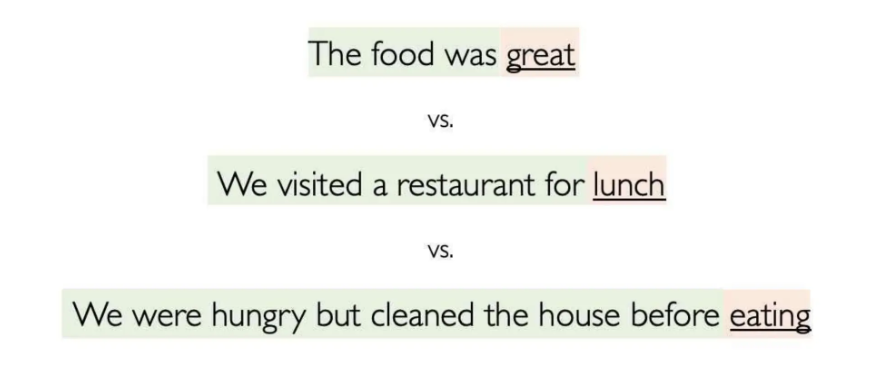 The food was great
vs.
We visited a restaurant for lunch
vs.
We were hungry but cleaned the house before eating